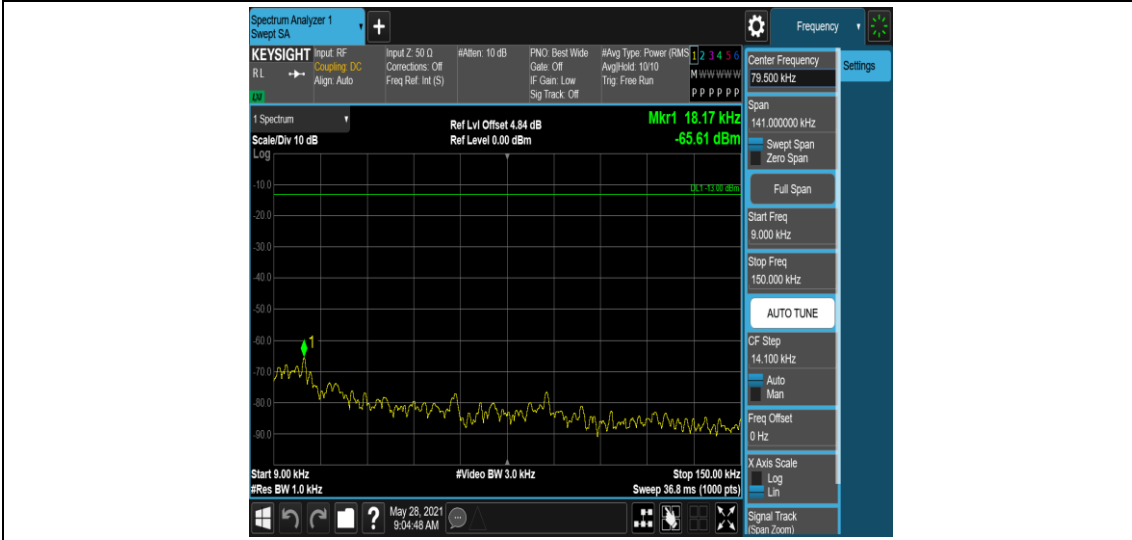 Spectrum Analyzer 1
Swept SA
+
Frequency
KEYSIGHT
R L
LXI
Input: RF
Coupling: DC
Align: Auto
Input Z: 50 Ω
Corrections: Off
Freq Ref: Int (S)
#Atten: 10 dB
PNO: Best Wide
Gate: Off
IF Gain: Low
Sig Track: Off
#Avg Type: Power (RMS
Avg|Hold: 10/10
Trig: Free Run
1 2 3 4 5 6
M W W W W W
P P P P P P
1 Spectrum
Scale/Div 10 dB
Log
Ref Lvl Offset 4.84 dB
Ref Level 0.00 dBm
Mkr1 18.17 kHz
-65.61 dBm
DL1 -13.00 dBm
-10.0
-20.0
-30.0
-40.0
-50.0
-60.0
-70.0
-80.0
-90.0
1
Start 9.00 kHz
#Res BW 1.0 kHz
#Video BW 3.0 kHz
Stop 150.00 kHz
Sweep 36.8 ms (1000 pts)
?
May 28, 2021
9:04:48 AM
Center Frequency
79.500 kHz
Span
141.000000 kHz
Swept Span
Zero Span
Full Span
Start Freq
9.000 kHz
Stop Freq
150.000 kHz
AUTO TUNE
CF Step
14.100 kHz
Auto
Man
Freq Offset
0 Hz
X Axis Scale
Log
Lin
Signal Track
(Span Zoom)
Settings